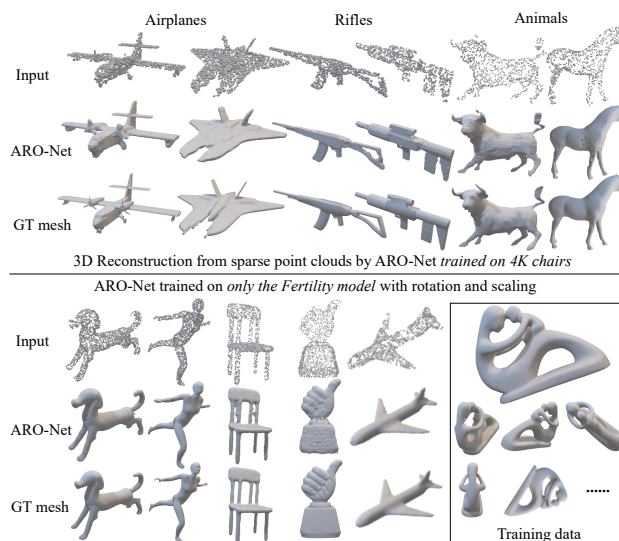 Airplanes Rifles Animals
Input
ARO-Net
GT mesh
3D Reconstruction from sparse point clouds by ARO-Net trained on 4K chairs
ARO-Net trained on only the Fertility model with rotation and scaling
Input
ARO-Net
GT mesh
......
Training data